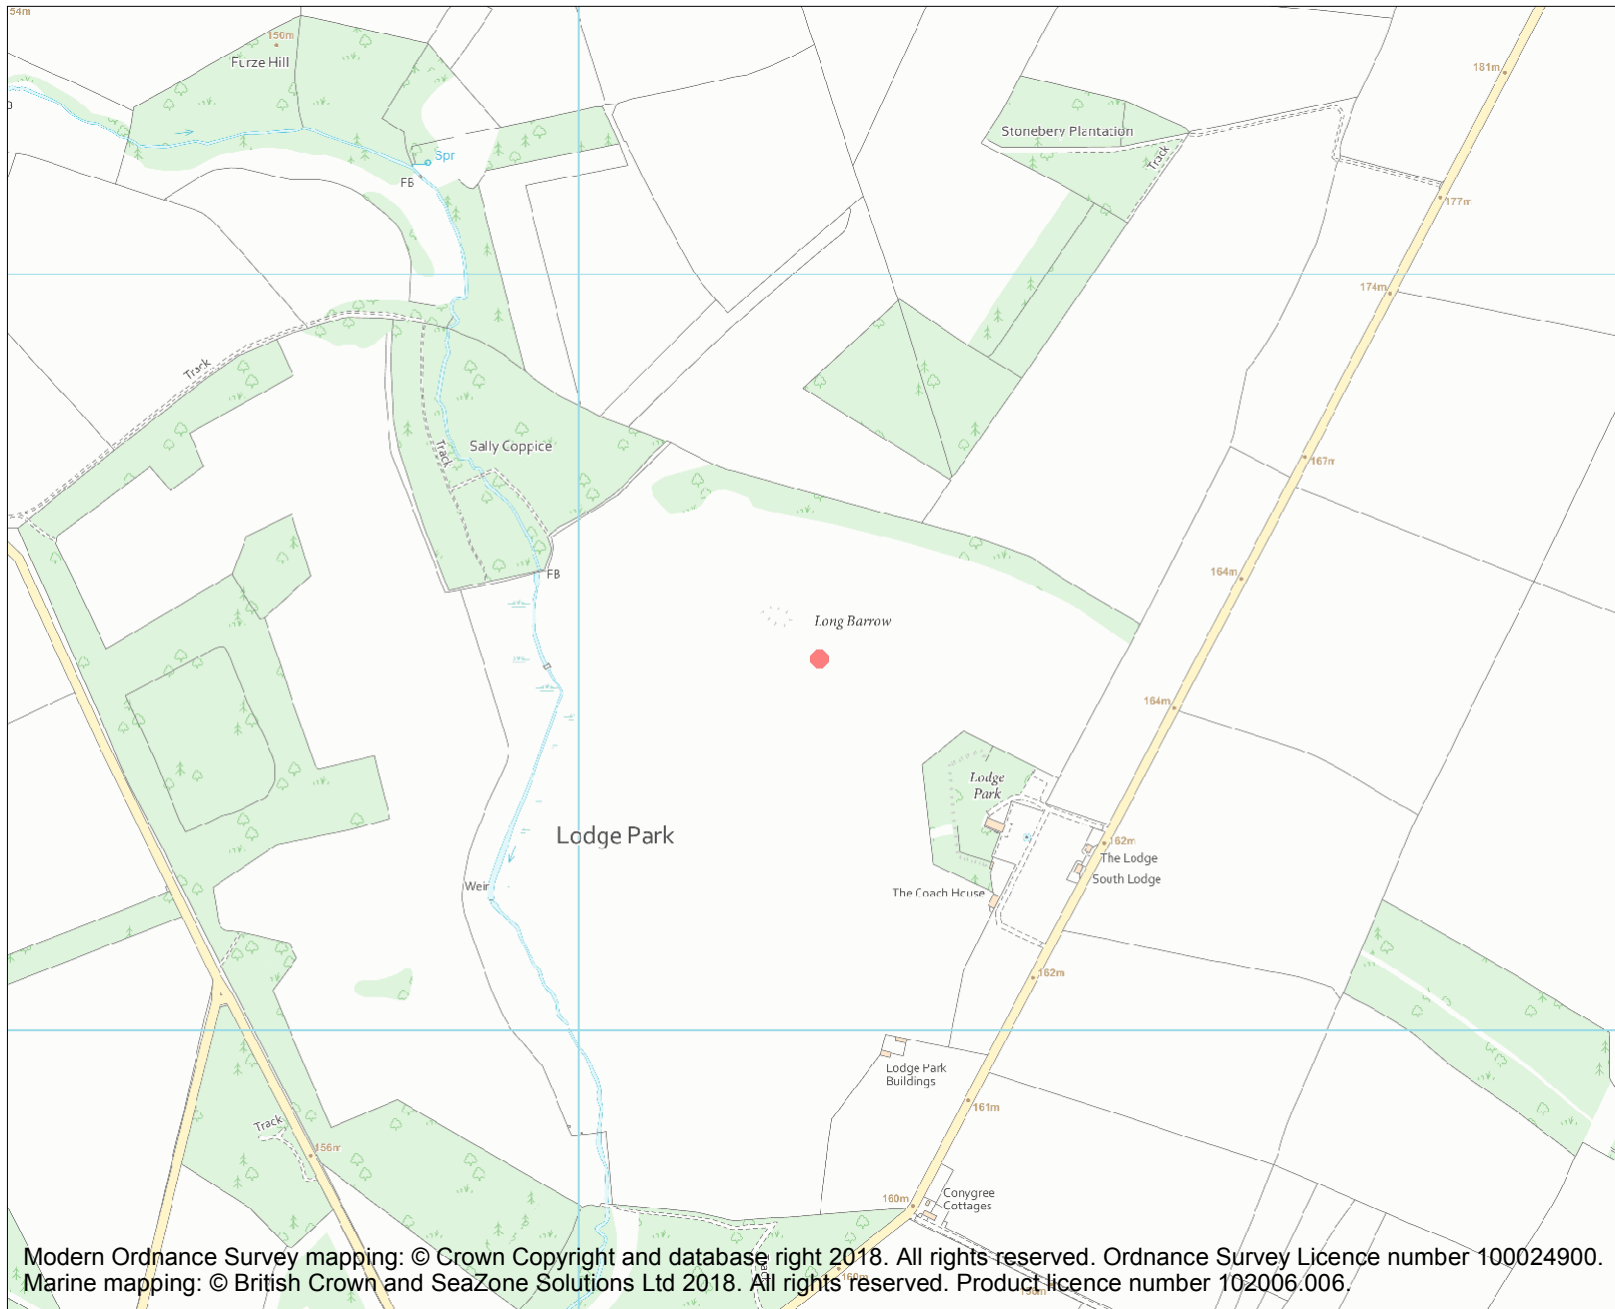 54m
150m
Furze Hill
181m
Stonebery Plantation
Track
Spr
FB
177m
174m
Track
Sally Coppice
Track
167m
FB
164m
Long Barrow
164m
Lodge
Park
Lodge Park
162m
The Lodge
South Lodge
Weir
The Coach House
162m
Lodge Park
Buildings
161m
Track
156m
160m
Conygree
Cottages
Modern Ordnance Survey mapping: © Crown Copyright and database right 2018. All rights reserved. Ordnance Survey Licence number 100024900.
Marine mapping: © British Crown and SeaZone Solutions Ltd 2018. All rights reserved. Product licence number 102006.006.